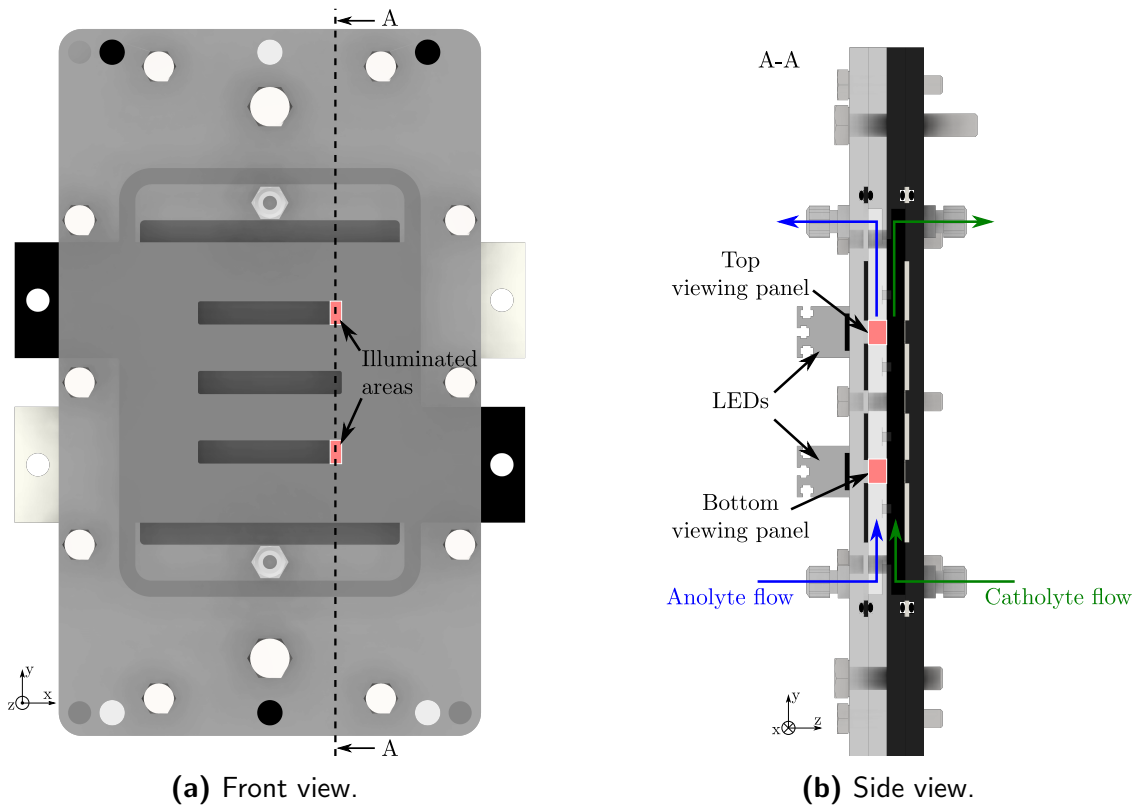 A
Illuminated
areas
y
x
z
A
(a) Front view.
A-A
Top
viewing panel
LEDs
Bottom
viewing panel
Anolyte flow
Catholyte flow
y
x
z
(b) Side view.